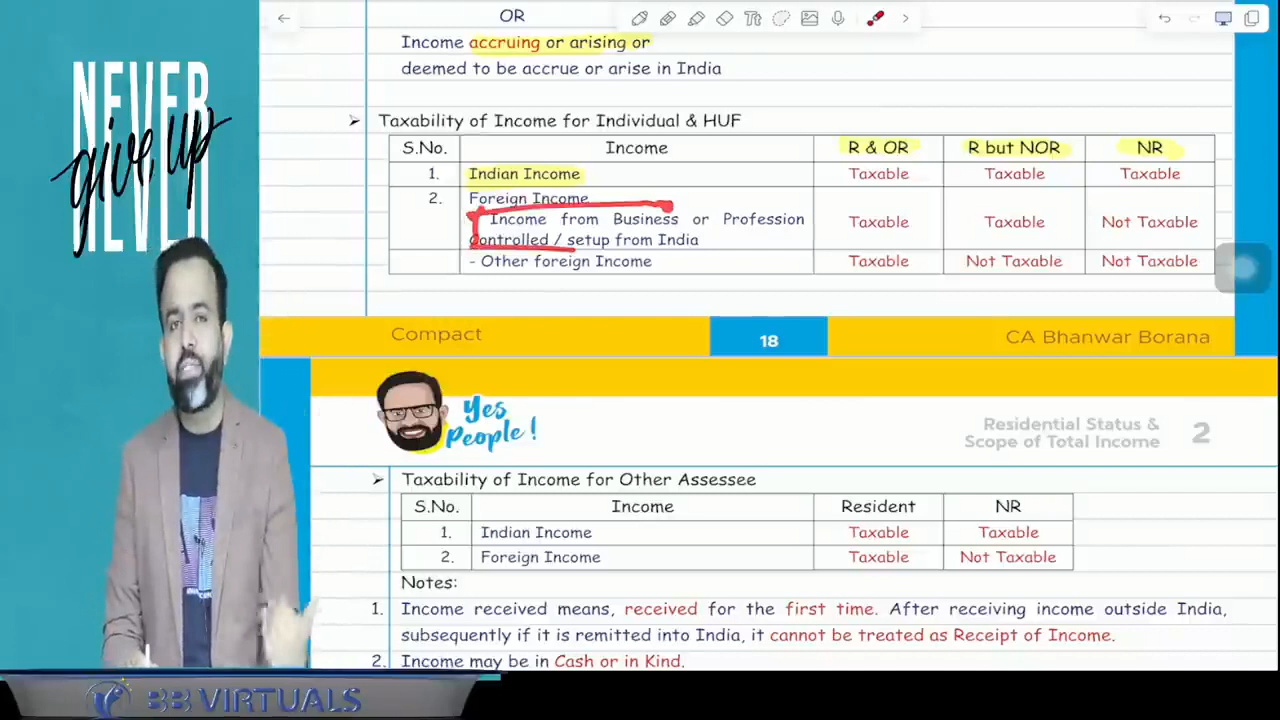 NEVER
give up
NEVER
OR
Income accruing or arising or
deemed to be accrue or arise in India
➢ Taxability of Income for Individual & HUF
S.No. Income R & OR R but NOR NR
1. Indian Income Taxable Taxable Taxable
2. Foreign Income
Income from Business or Profession
Controlled / setup from India Taxable Taxable Not Taxable
- Other foreign Income Taxable Not Taxable Not Taxable
Compact 18 CA Bhanwar Borana
Yes
People!
Residential Status &
Scope of Total Income 2
➢ Taxability of Income for Other Assessee
S.No. Income Resident NR
1. Indian Income Taxable Taxable
2. Foreign Income Taxable Not Taxable
Notes:
1. Income received means, received for the first time. After receiving income outside India,
subsequently if it is remitted into India, it cannot be treated as Receipt of Income.
2. Income may be in Cash or in Kind.
BB VIRTUALS